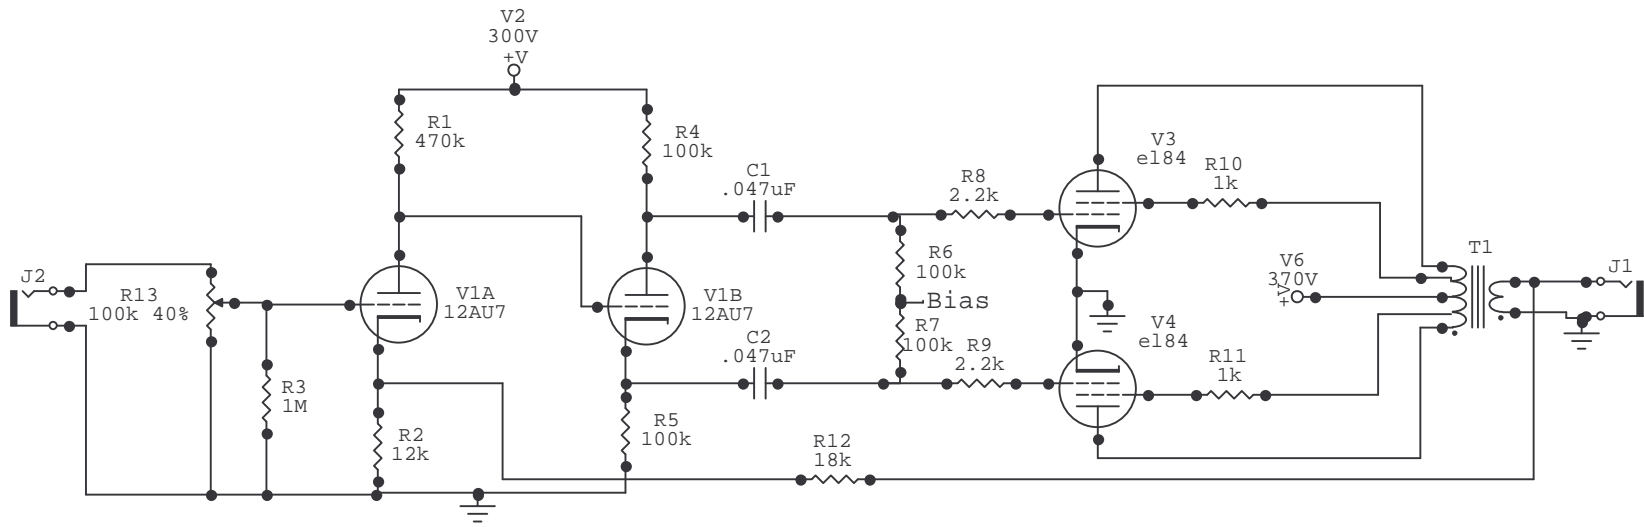 V2
300V
+V
R1
470k
R4
100k
C1
.047uF
R8
2.2k
V3
el84
R10
1k
J2
R13
100k 40%
V1A
12AU7
V1B
12AU7
R6
100k
Bias
R7
100k
V6
370V
+V
T1
J1
C2
.047uF
R9
2.2k
V4
el84
R11
1k
R3
1M
R2
12k
R5
100k
R12
18k